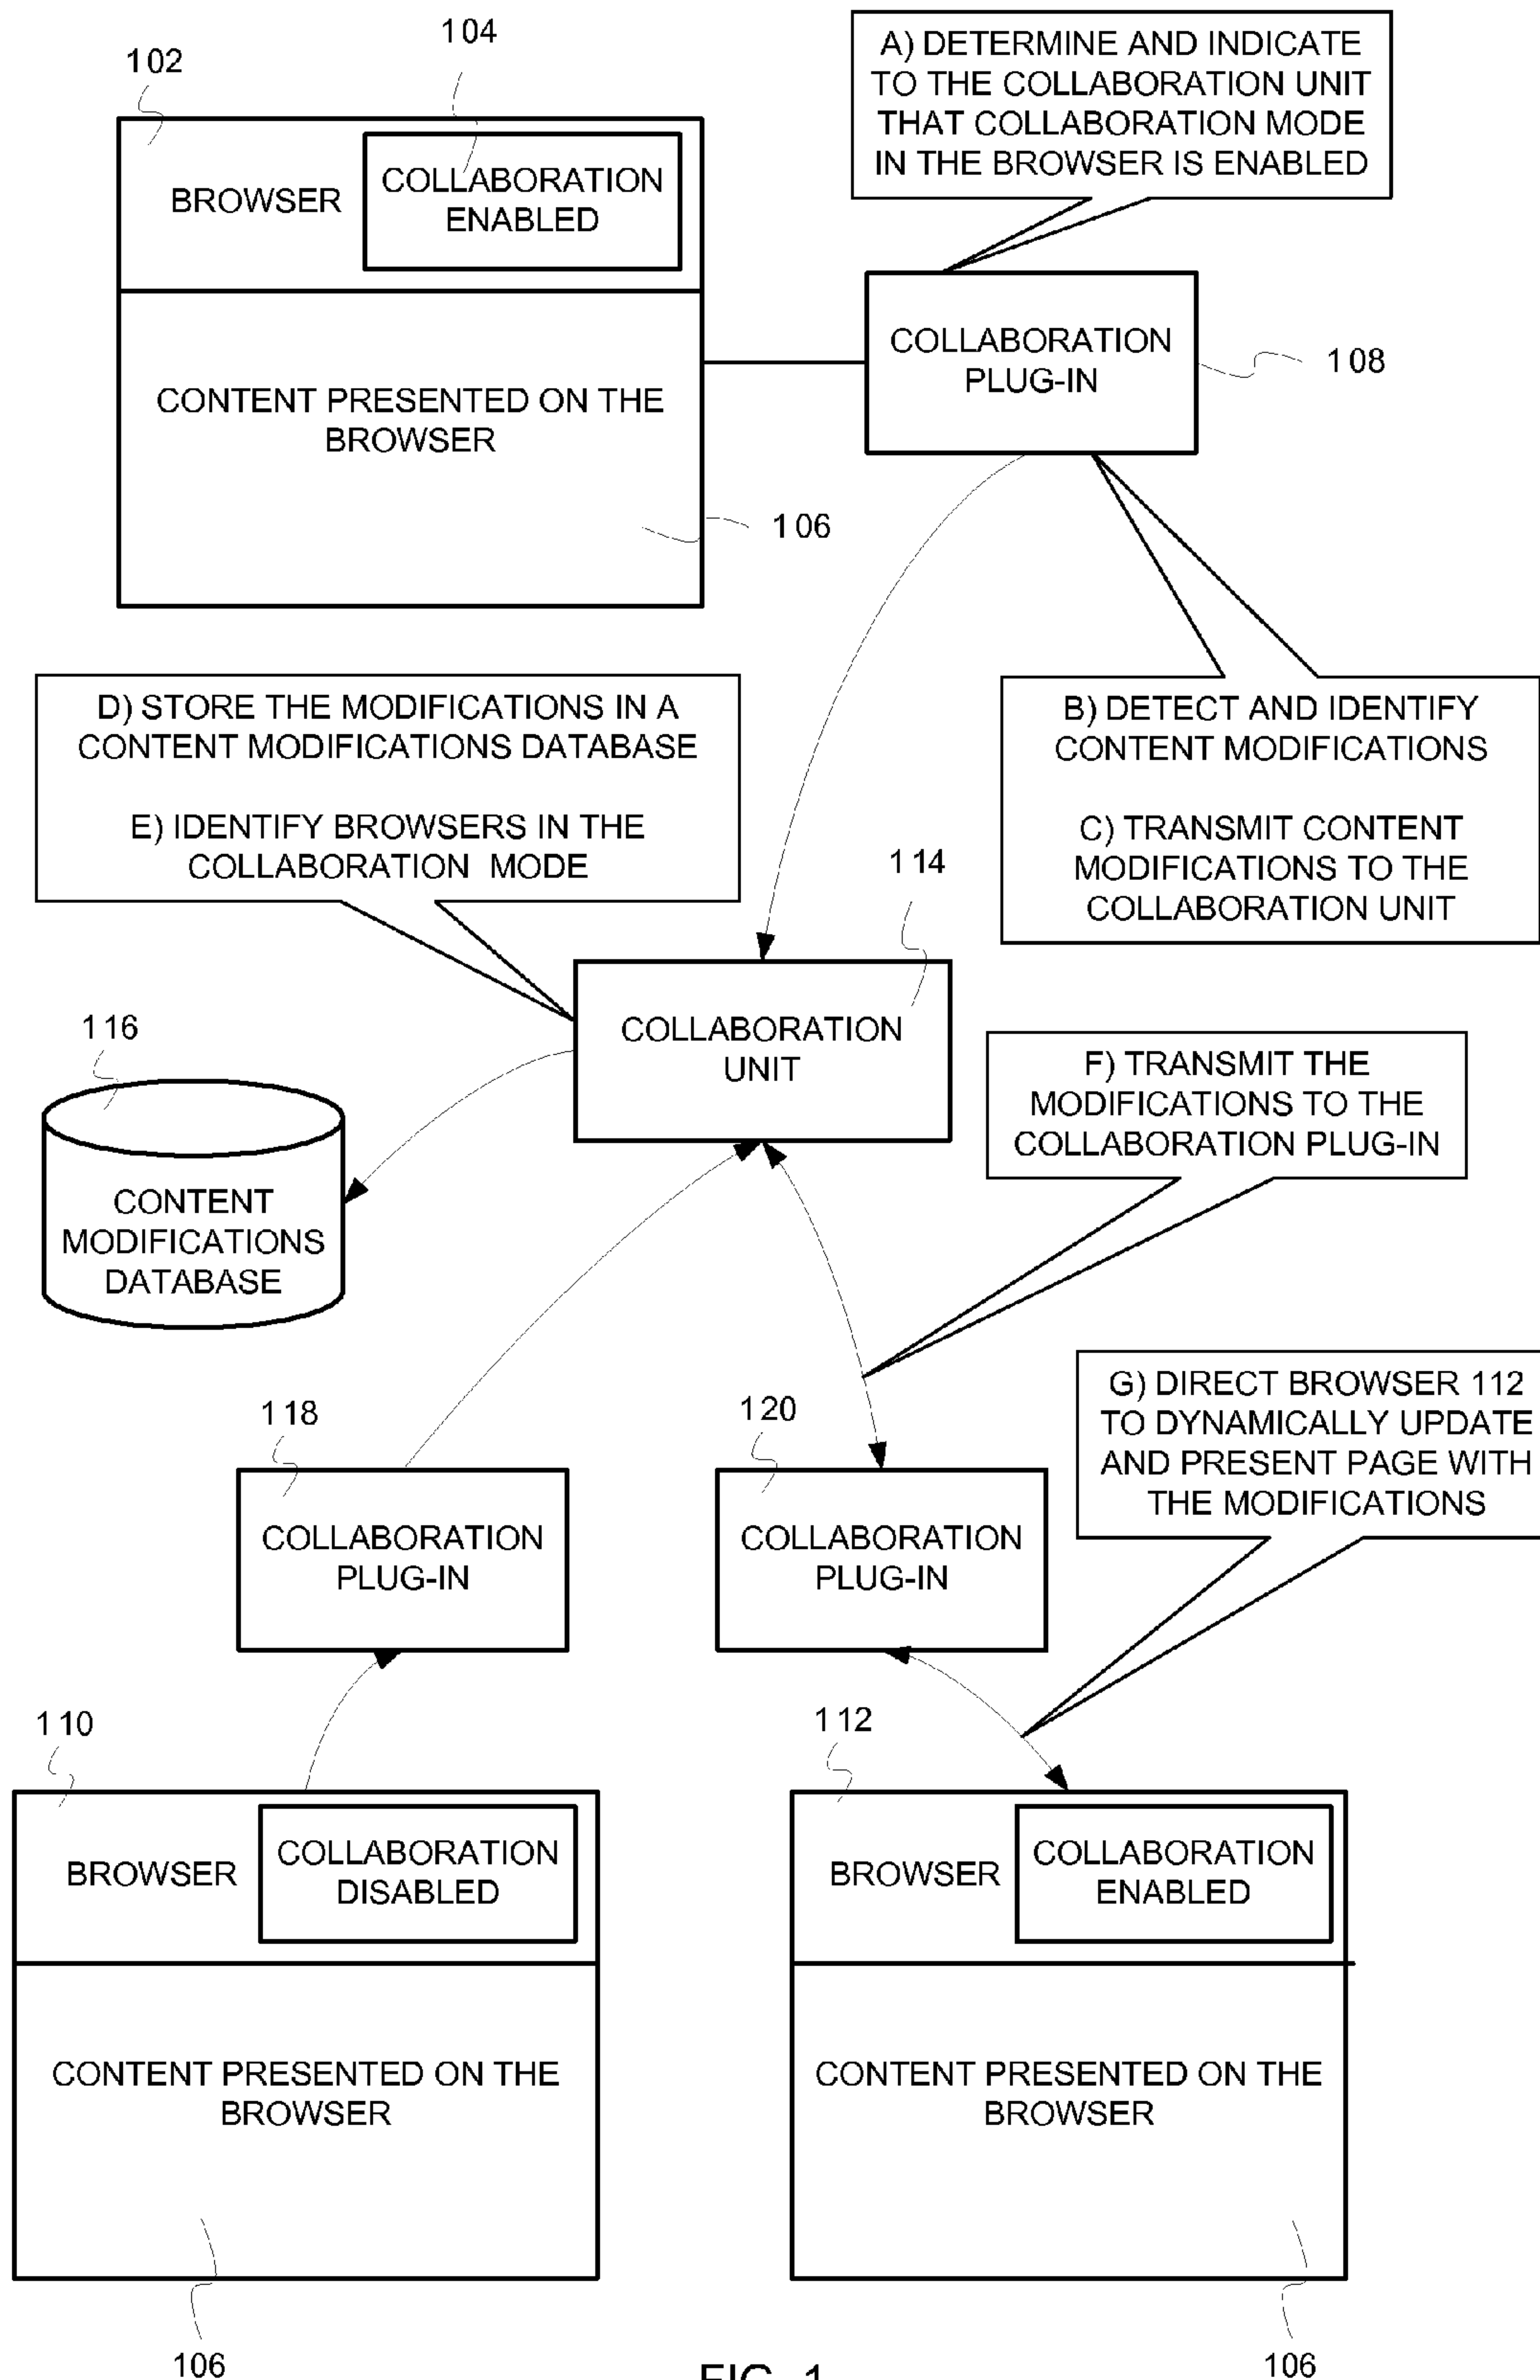 104
102
A) DETERMINE AND INDICATE
TO THE COLLABORATION UNIT
THAT COLLABORATION MODE
IN THE BROWSER IS ENABLED
BROWSER
COLLABORATION
ENABLED
COLLABORATION
PLUG-IN
108
CONTENT PRESENTED ON THE
BROWSER
106
D) STORE THE MODIFICATIONS IN A
CONTENT MODIFICATIONS DATABASE
E) IDENTIFY BROWSERS IN THE
COLLABORATION MODE
B) DETECT AND IDENTIFY
CONTENT MODIFICATIONS
C) TRANSMIT CONTENT
MODIFICATIONS TO THE
COLLABORATION UNIT
114
COLLABORATION
UNIT
116
CONTENT
MODIFICATIONS
DATABASE
F) TRANSMIT THE
MODIFICATIONS TO THE
COLLABORATION PLUG-IN
G) DIRECT BROWSER 112
TO DYNAMICALLY UPDATE
AND PRESENT PAGE WITH
THE MODIFICATIONS
118
COLLABORATION
PLUG-IN
120
COLLABORATION
PLUG-IN
110
BROWSER
COLLABORATION
DISABLED
CONTENT PRESENTED ON THE
BROWSER
106
112
BROWSER
COLLABORATION
ENABLED
CONTENT PRESENTED ON THE
BROWSER
106
FIG. 1